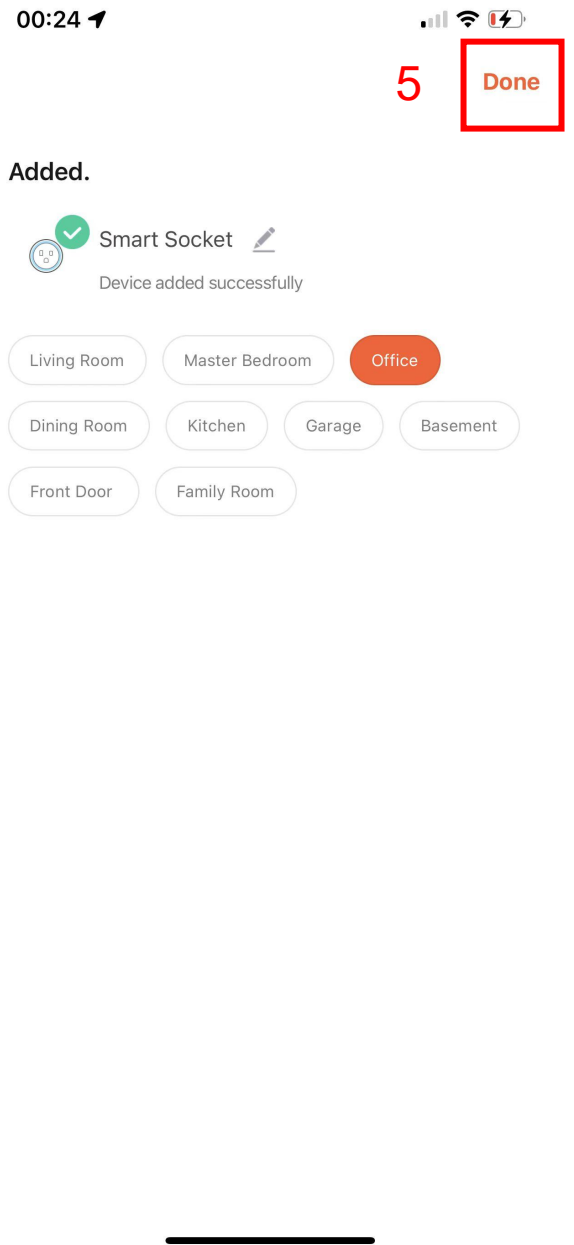 00:24
5 Done
Added.
Smart Socket
Device added successfully
Living Room Master Bedroom Office
Dining Room Kitchen Garage Basement
Front Door Family Room